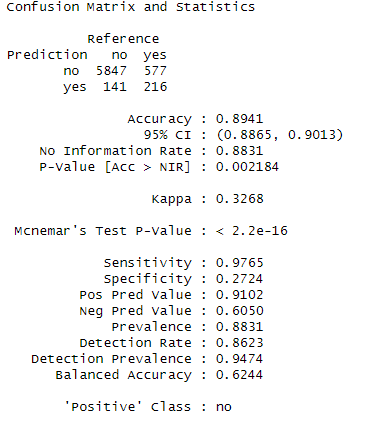 Confusion Matrix and Statistics
Reference
Prediction no yes
no 5847 577
yes 141 216
Accuracy : 0.8941
95% CI : (0.8865, 0.9013)
No Information Rate : 0.8831
P-Value [Acc > NIR] : 0.002184
Kappa : 0.3268
Mcnemar's Test P-Value : < 2.2e-16
Sensitivity : 0.9765
Specificity : 0.2724
Pos Pred Value : 0.9102
Neg Pred Value : 0.6050
Prevalence : 0.8831
Detection Rate : 0.8623
Detection Prevalence : 0.9474
Balanced Accuracy : 0.6244
'Positive' Class : no